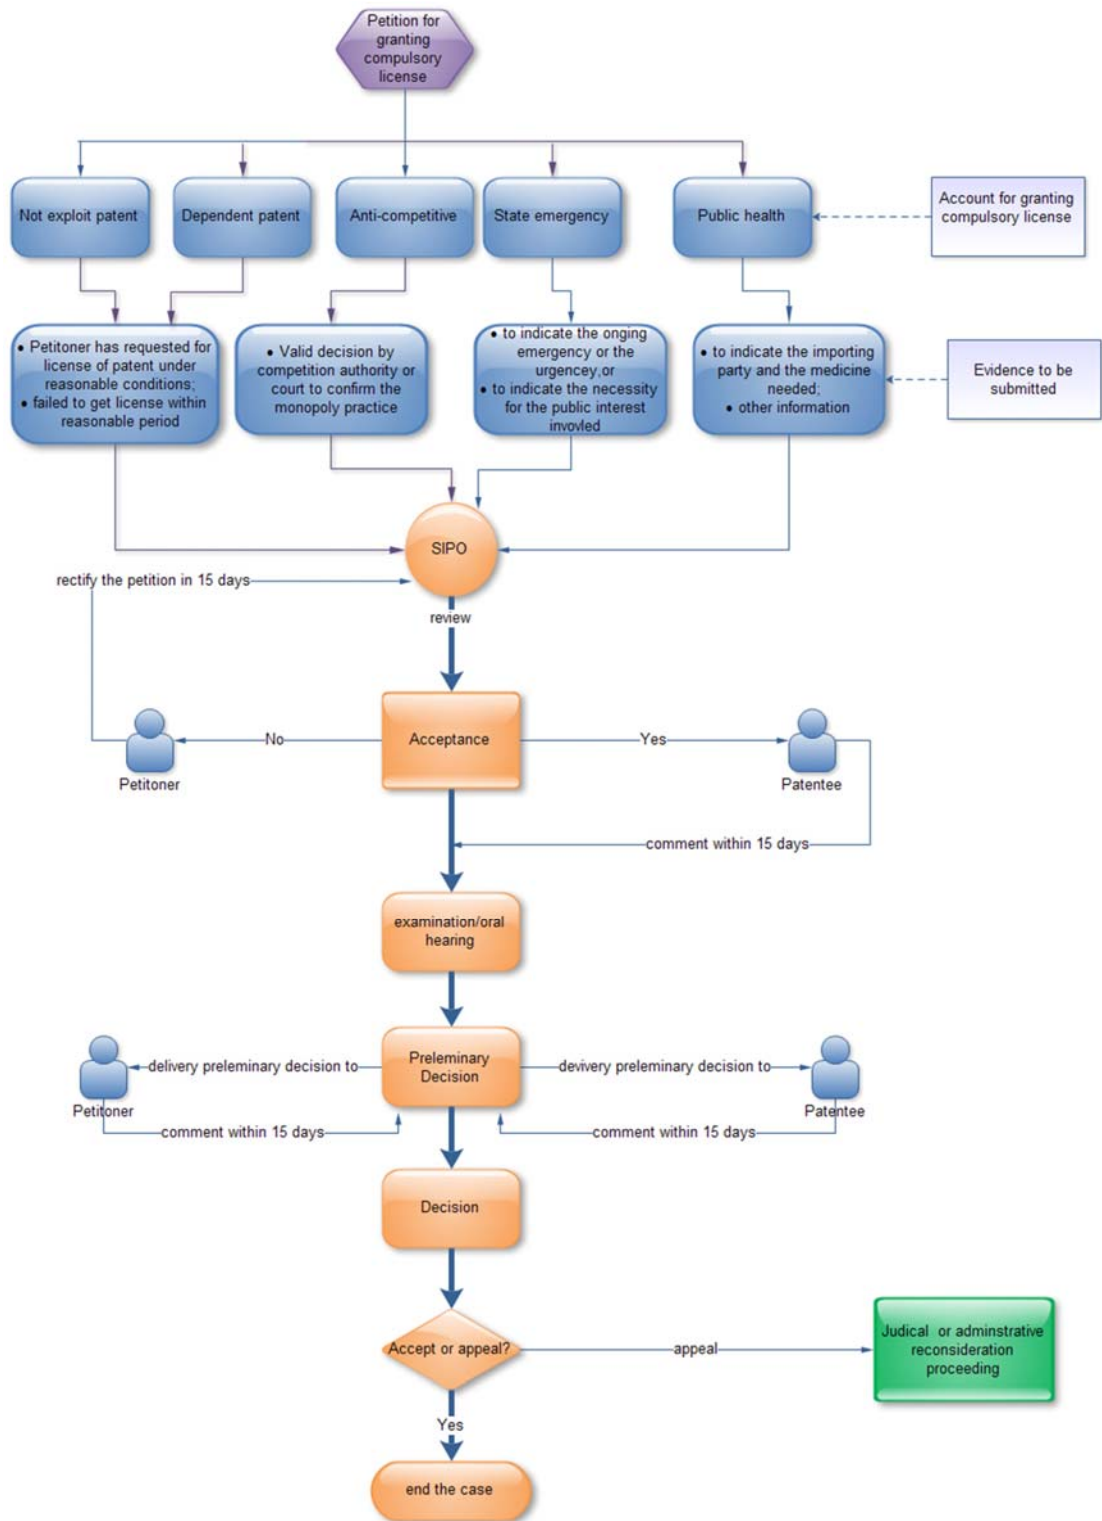 Petition for
granting
compulsory
license
Not exploit patent
Dependent patent
Anti-competitive
State emergency
Public health
Account for granting
compulsory license
• Petitoner has requested for
license of patent under
reasonable conditions;
• failed to get license within
reasonable period
• Valid decision by
competition authority or
court to confirm the
monopoly practice
• to indicate the onging
emergency or the
urgencey,or
• to indicate the necessity
for the public interest
invovled
• to indicate the importing
party and the medicine
needed;
• other information
Evidence to be
submitted
SIPO
rectify the petition in 15 days
review
No
Acceptance
Yes
Petitoner
Patentee
comment within 15 days
examination/oral
hearing
delivery preleminary decision to
Preleminary
Decision
devivery preleminary decision to
Petitoner
Patentee
comment within 15 days
comment within 15 days
Decision
Accept or appeal?
appeal
Judical or adminstrative
reconsideration
proceeding
Yes
end the case